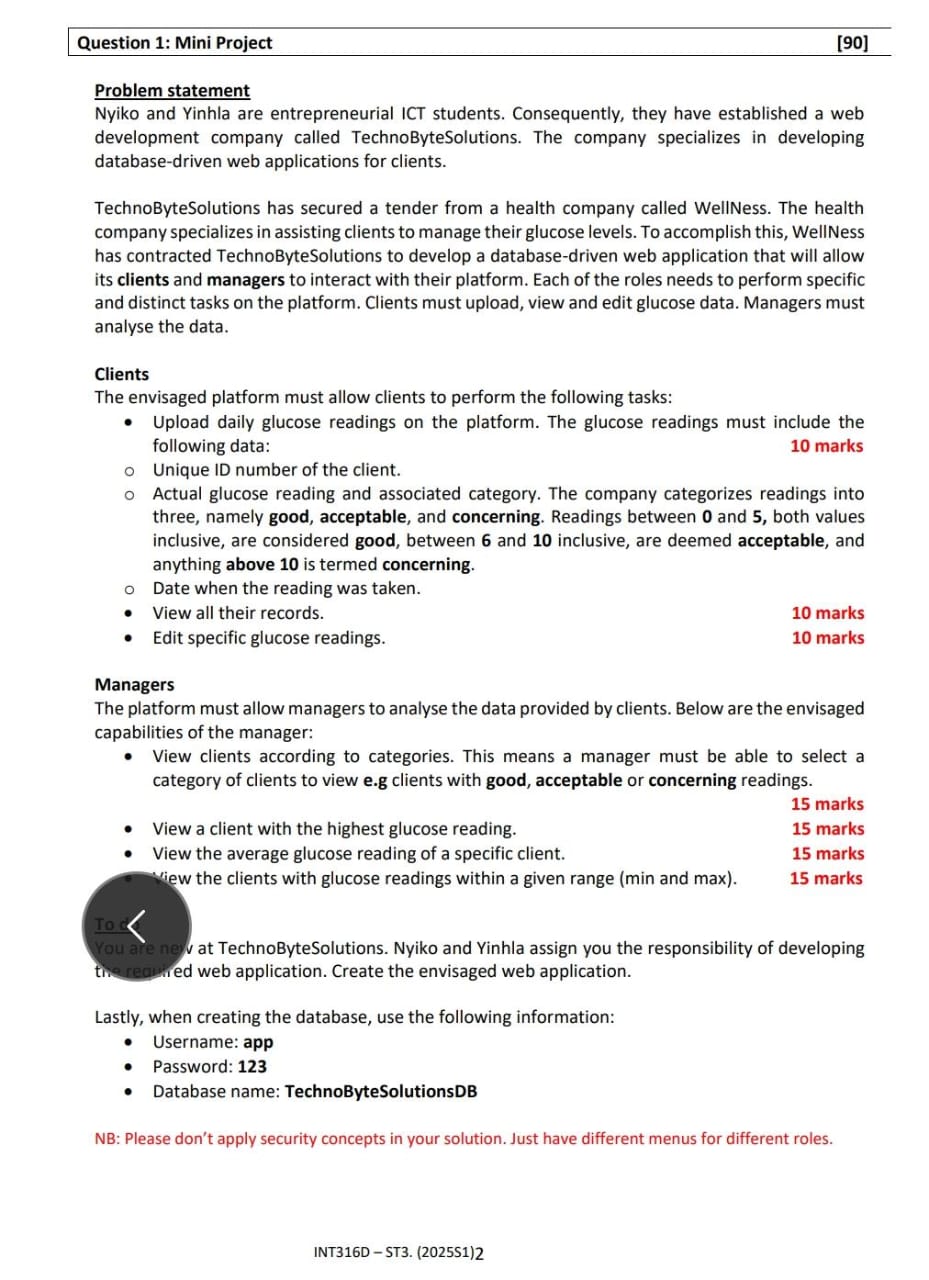 Question 1: Mini Project [90]
Problem statement
Nyiko and Yinhla are entrepreneurial ICT students. Consequently, they have established a web
development company called TechnoByteSolutions. The company specializes in developing
database-driven web applications for clients.
TechnoByteSolutions has secured a tender from a health company called WellNess. The health
company specializes in assisting clients to manage their glucose levels. To accomplish this, WellNess
has contracted TechnoByteSolutions to develop a database-driven web application that will allow
its clients and managers to interact with their platform. Each of the roles needs to perform specific
and distinct tasks on the platform. Clients must upload, view and edit glucose data. Managers must
analyse the data.
Clients
The envisaged platform must allow clients to perform the following tasks:
• Upload daily glucose readings on the platform. The glucose readings must include the
following data: 10 marks
o Unique ID number of the client.
o Actual glucose reading and associated category. The company categorizes readings into
three, namely good, acceptable, and concerning. Readings between 0 and 5, both values
inclusive, are considered good, between 6 and 10 inclusive, are deemed acceptable, and
anything above 10 is termed concerning.
o Date when the reading was taken.
• View all their records. 10 marks
• Edit specific glucose readings. 10 marks
Managers
The platform must allow managers to analyse the data provided by clients. Below are the envisaged
capabilities of the manager:
• View clients according to categories. This means a manager must be able to select a
category of clients to view e.g clients with good, acceptable or concerning readings.
15 marks
• View a client with the highest glucose reading. 15 marks
• View the average glucose reading of a specific client. 15 marks
• View the clients with glucose readings within a given range (min and max). 15 marks
To do
You are new at TechnoByteSolutions. Nyiko and Yinhla assign you the responsibility of developing
the required web application. Create the envisaged web application.
Lastly, when creating the database, use the following information:
• Username: app
• Password: 123
• Database name: TechnoByteSolutionsDB
NB: Please don't apply security concepts in your solution. Just have different menus for different roles.
INT316D – ST3. (2025S1)2